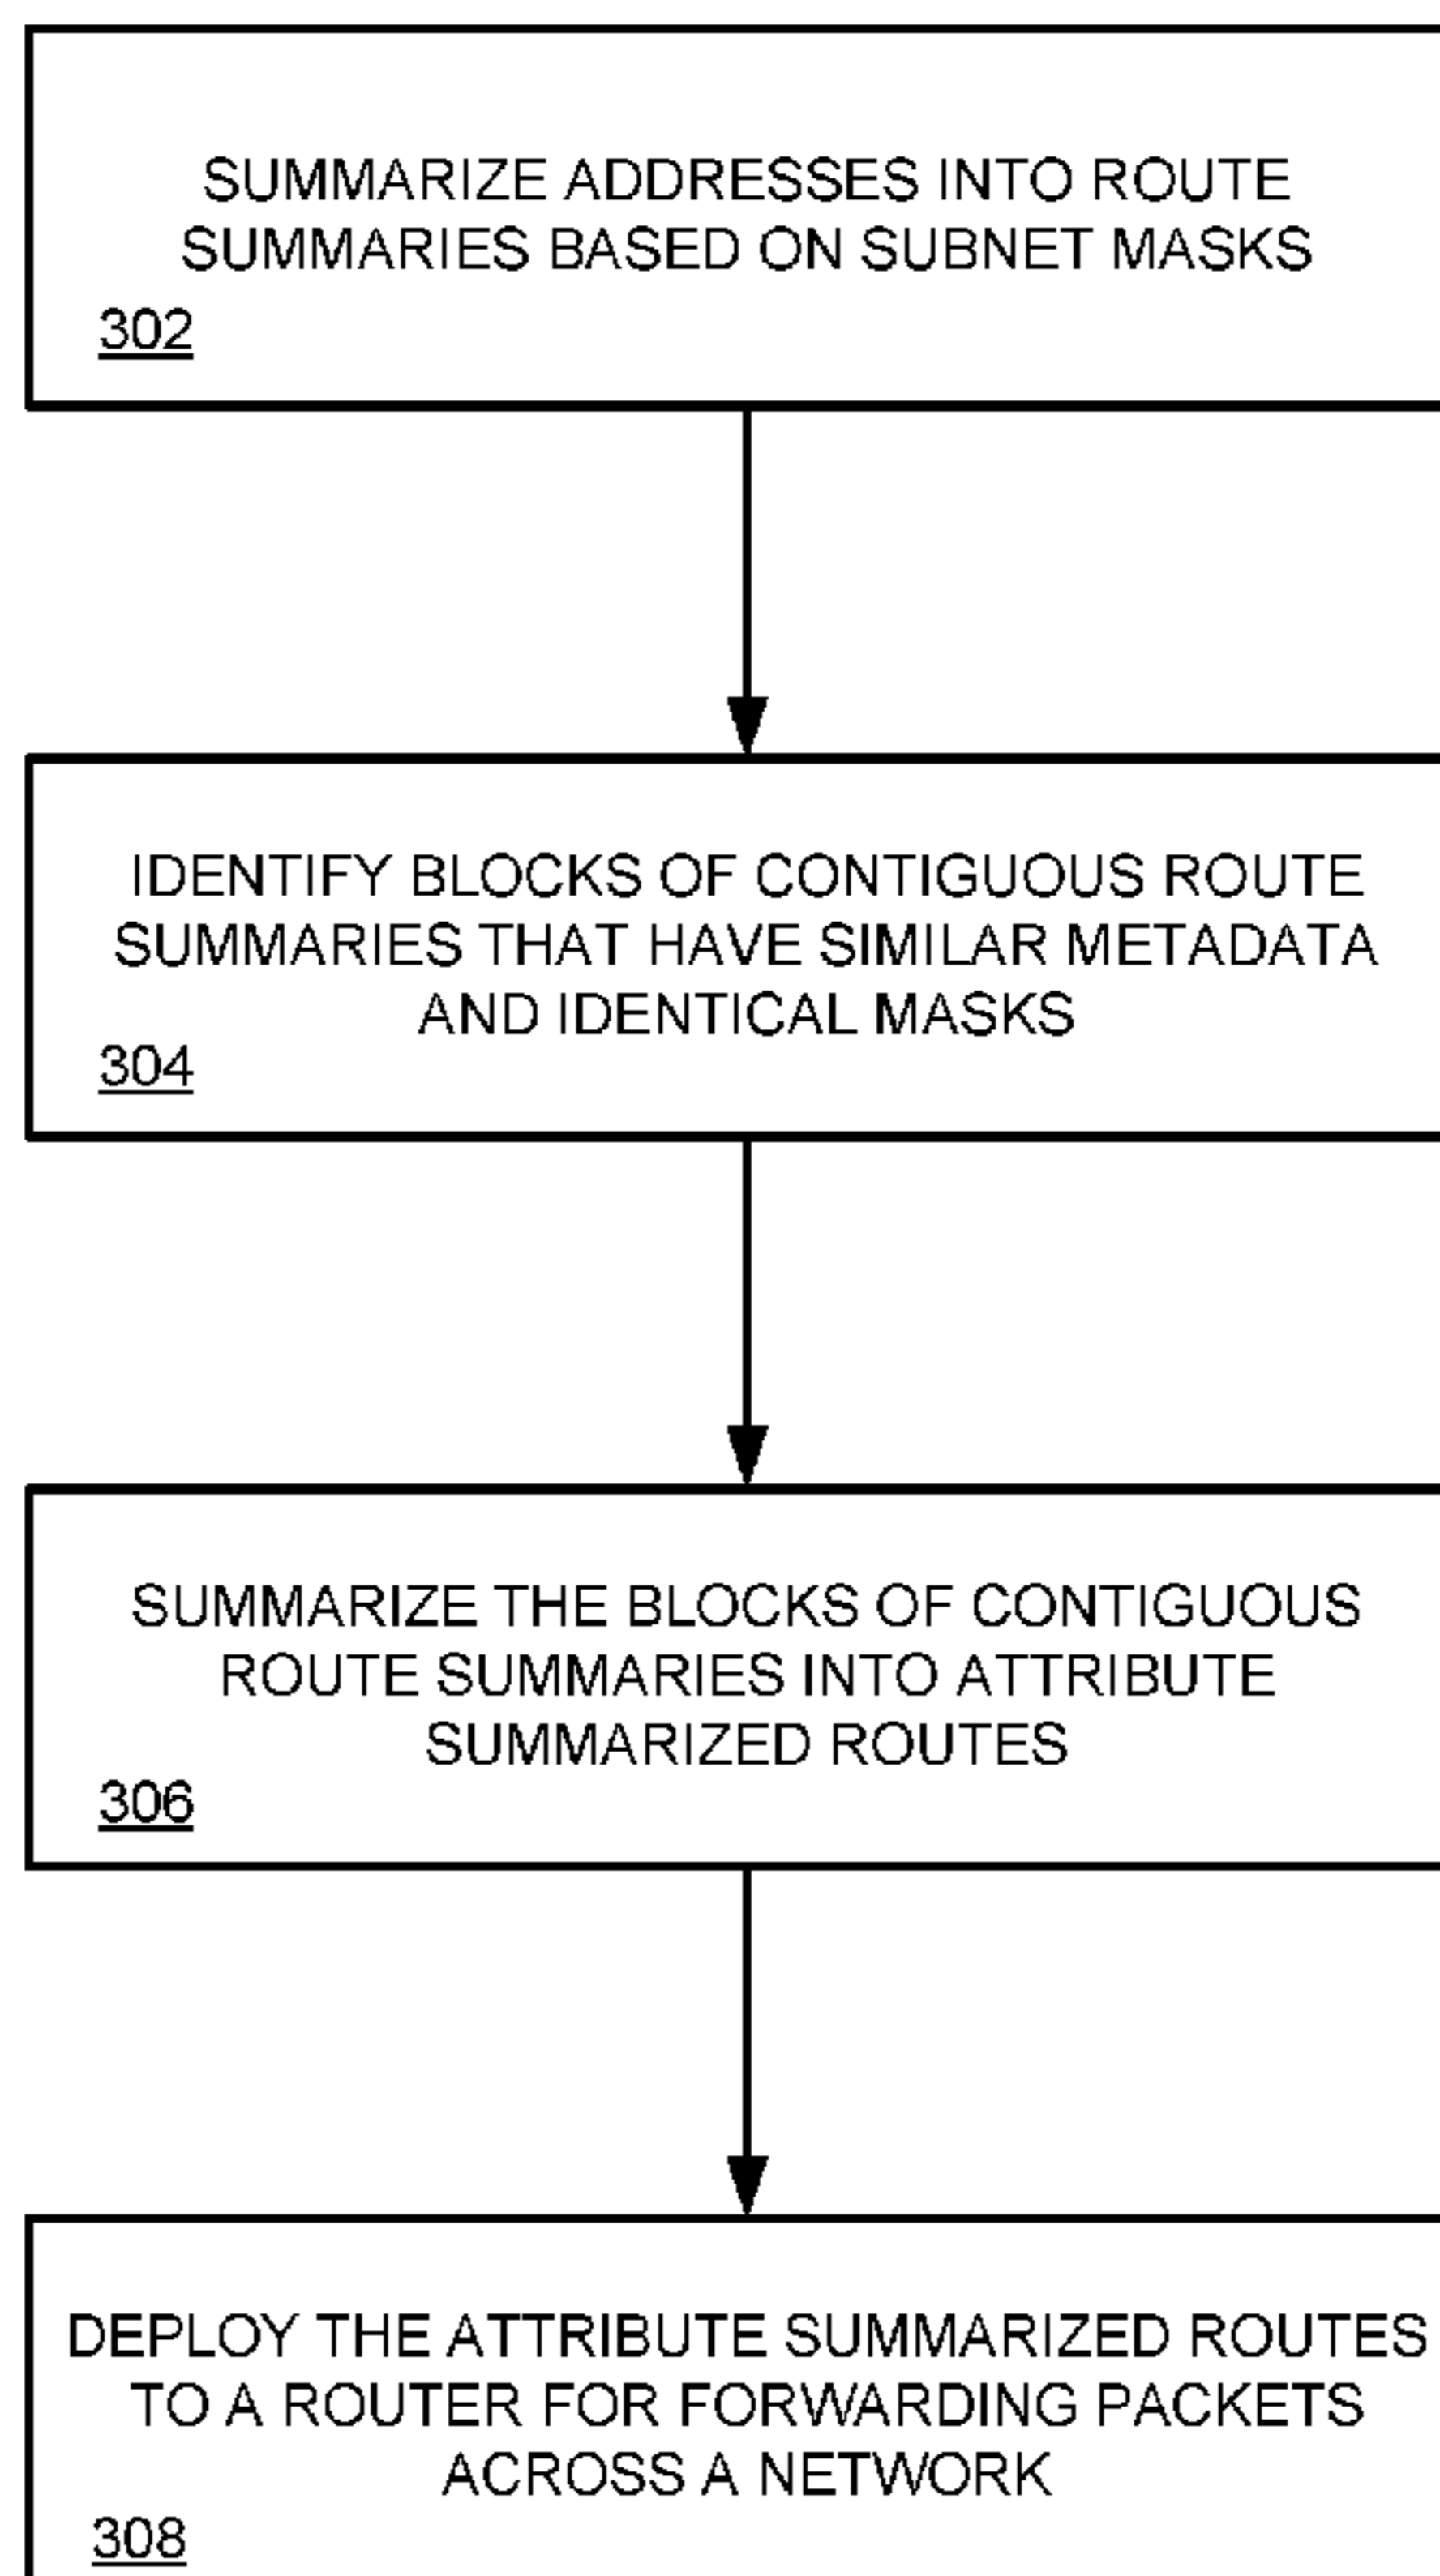 SUMMARIZE ADDRESSES INTO ROUTE
SUMMARIES BASED ON SUBNET MASKS
302
IDENTIFY BLOCKS OF CONTIGUOUS ROUTE
SUMMARIES THAT HAVE SIMILAR METADATA
AND IDENTICAL MASKS
304
SUMMARIZE THE BLOCKS OF CONTIGUOUS
ROUTE SUMMARIES INTO ATTRIBUTE
SUMMARIZED ROUTES
306
DEPLOY THE ATTRIBUTE SUMMARIZED ROUTES
TO A ROUTER FOR FORWARDING PACKETS
ACROSS A NETWORK
308